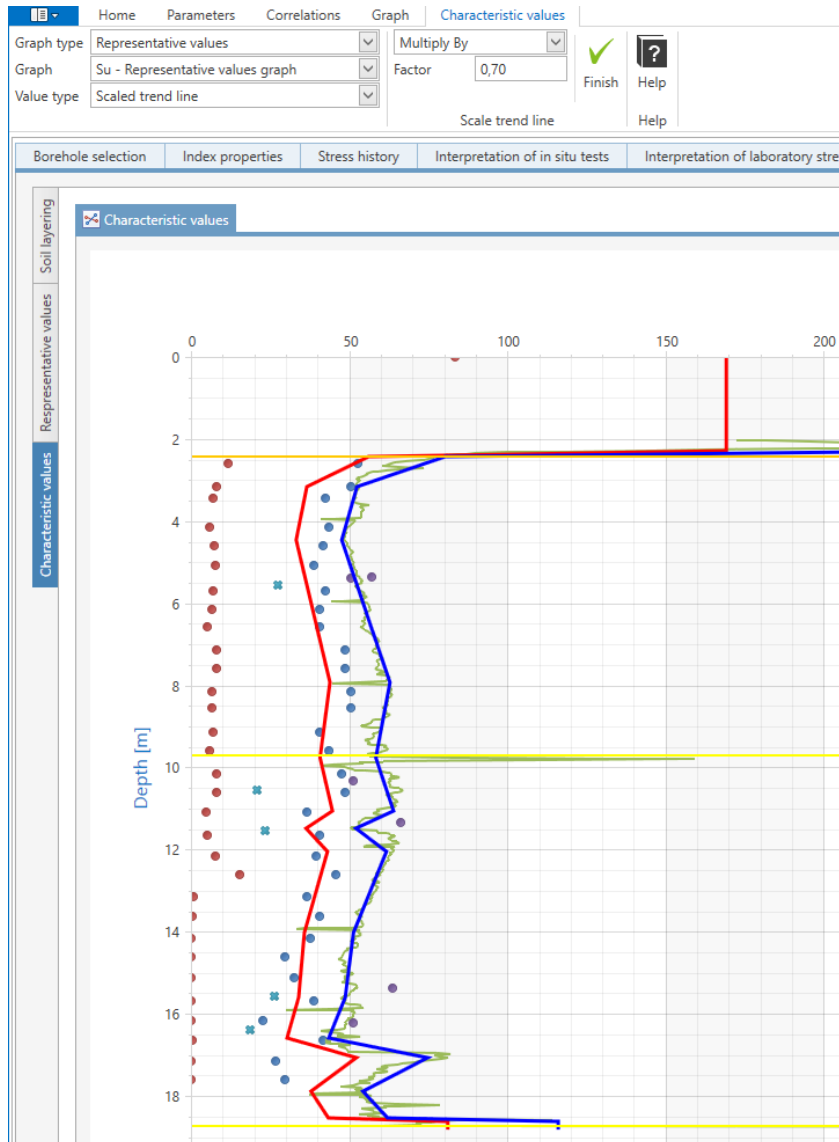 Home Parameters Correlations Graph Characteristic values
Graph type Representative values Multiply By
Graph Su - Representative values graph Factor 0,70
Value type Scaled trend line
Finish Help
Scale trend line Help
Borehole selection Index properties Stress history Interpretation of in situ tests Interpretation of laboratory stre
Soil layering
Respresentative values
Characteristic values
Characteristic values
0 50 100 150 200
0
2
4
6
8
10
12
14
16
18
Depth [m]